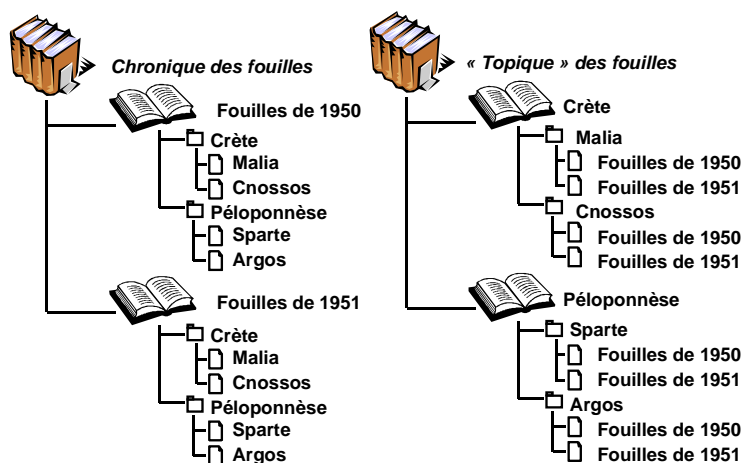 Chronique des fouilles
Fouilles de 1950
Crète
Malia
Cnossos
Péloponnèse
Sparte
Argos
Fouilles de 1951
Crète
Malia
Cnossos
Péloponnèse
Sparte
Argos
« Topique » des fouilles
Crète
Malia
Fouilles de 1950
Fouilles de 1951
Cnossos
Fouilles de 1950
Fouilles de 1951
Péloponnèse
Sparte
Fouilles de 1950
Fouilles de 1951
Argos
Fouilles de 1950
Fouilles de 1951